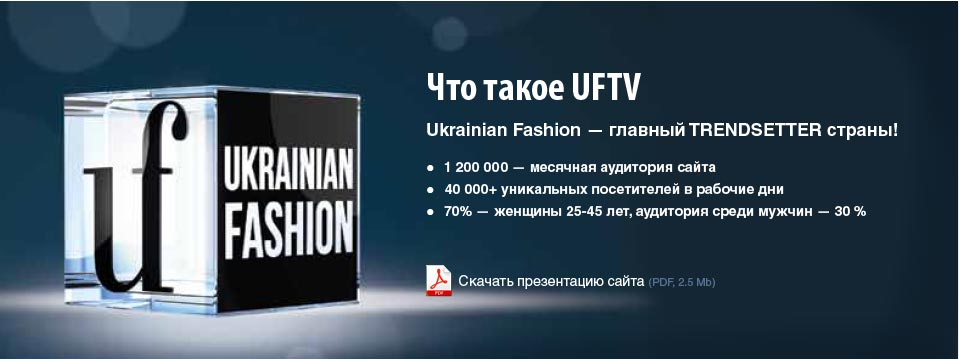 Что такое UFTV
Ukrainian Fashion — главный TRENDSETTER страны!
● 1 200 000 — месячная аудитория сайта
● 40 000+ уникальных посетителей в рабочие дни
● 70% — женщины 25-45 лет, аудитория среди мужчин — 30 %
uf
UKRAINIAN
FASHION
PDF
Скачать презентацию сайта (PDF, 2.5 Mb)